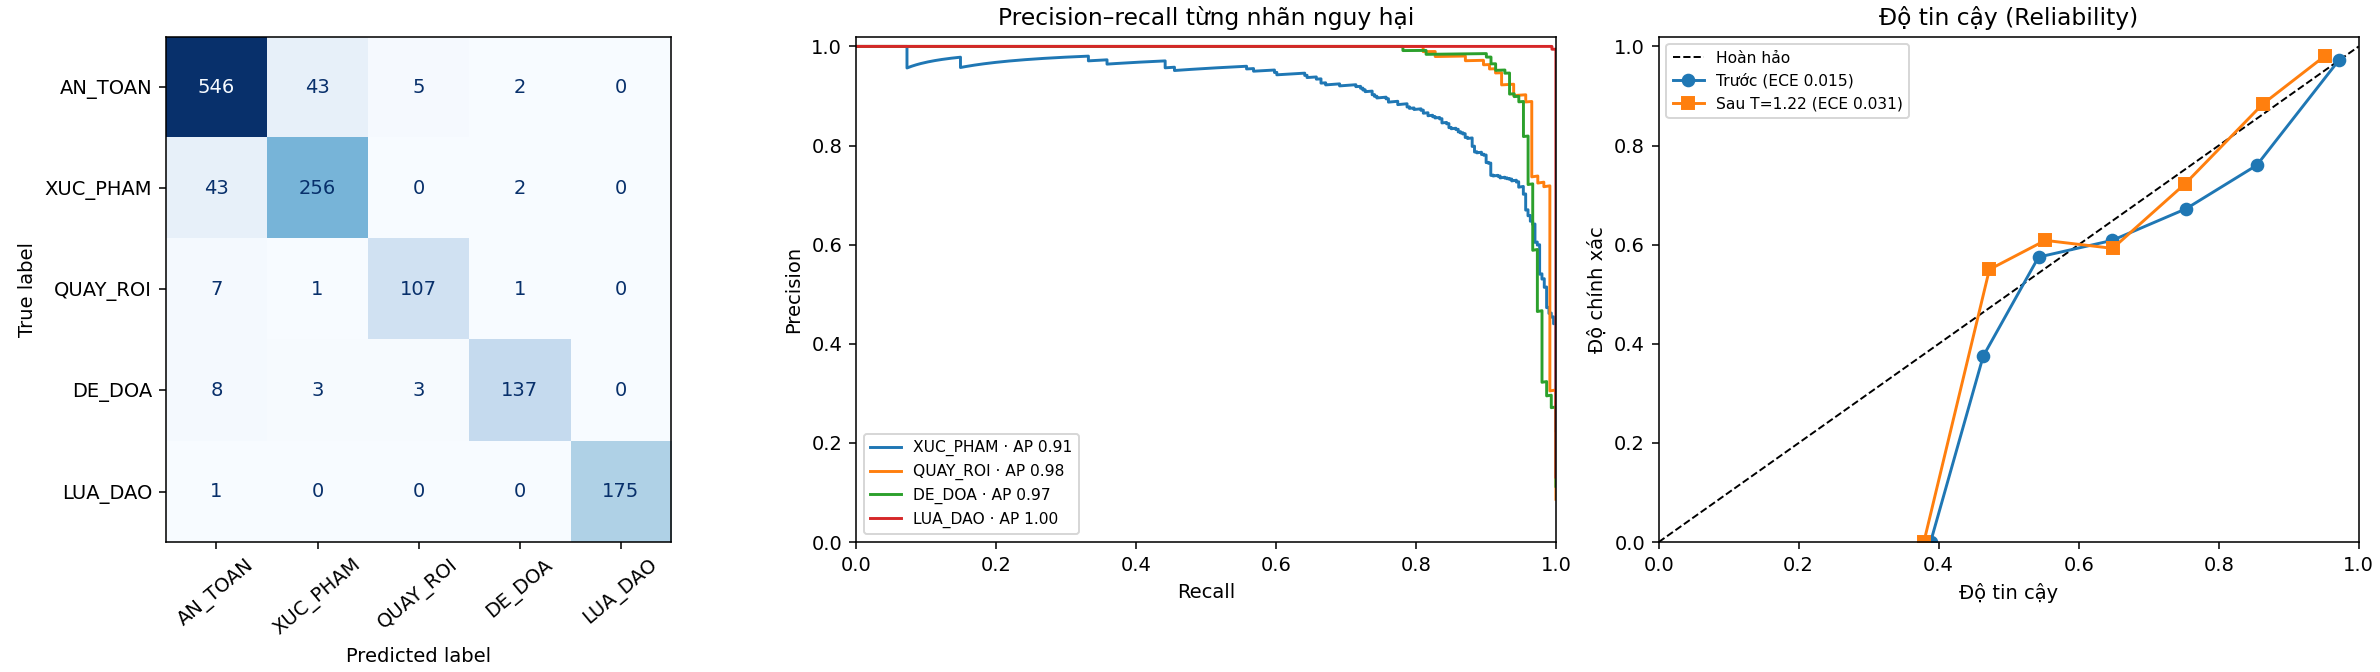 True label
AN_TOAN
XUC_PHAM
QUAY_ROI
DE_DOA
LUA_DAO
546 43 5 2 0
43 256 0 2 0
7 1 107 1 0
8 3 3 137 0
1 0 0 0 175
AN_TOAN XUC_PHAM QUAY_ROI DE_DOA LUA_DAO
Predicted label
Precision–recall từng nhãn nguy hại
Precision
1.0
0.8
0.6
0.4
0.2
0.0
XUC_PHAM · AP 0.91
QUAY_ROI · AP 0.98
DE_DOA · AP 0.97
LUA_DAO · AP 1.00
0.0 0.2 0.4 0.6 0.8 1.0
Recall
Độ tin cậy (Reliability)
Độ chính xác
1.0
0.8
0.6
0.4
0.2
0.0
Hoàn hảo
Trước (ECE 0.015)
Sau T=1.22 (ECE 0.031)
0.0 0.2 0.4 0.6 0.8 1.0
Độ tin cậy